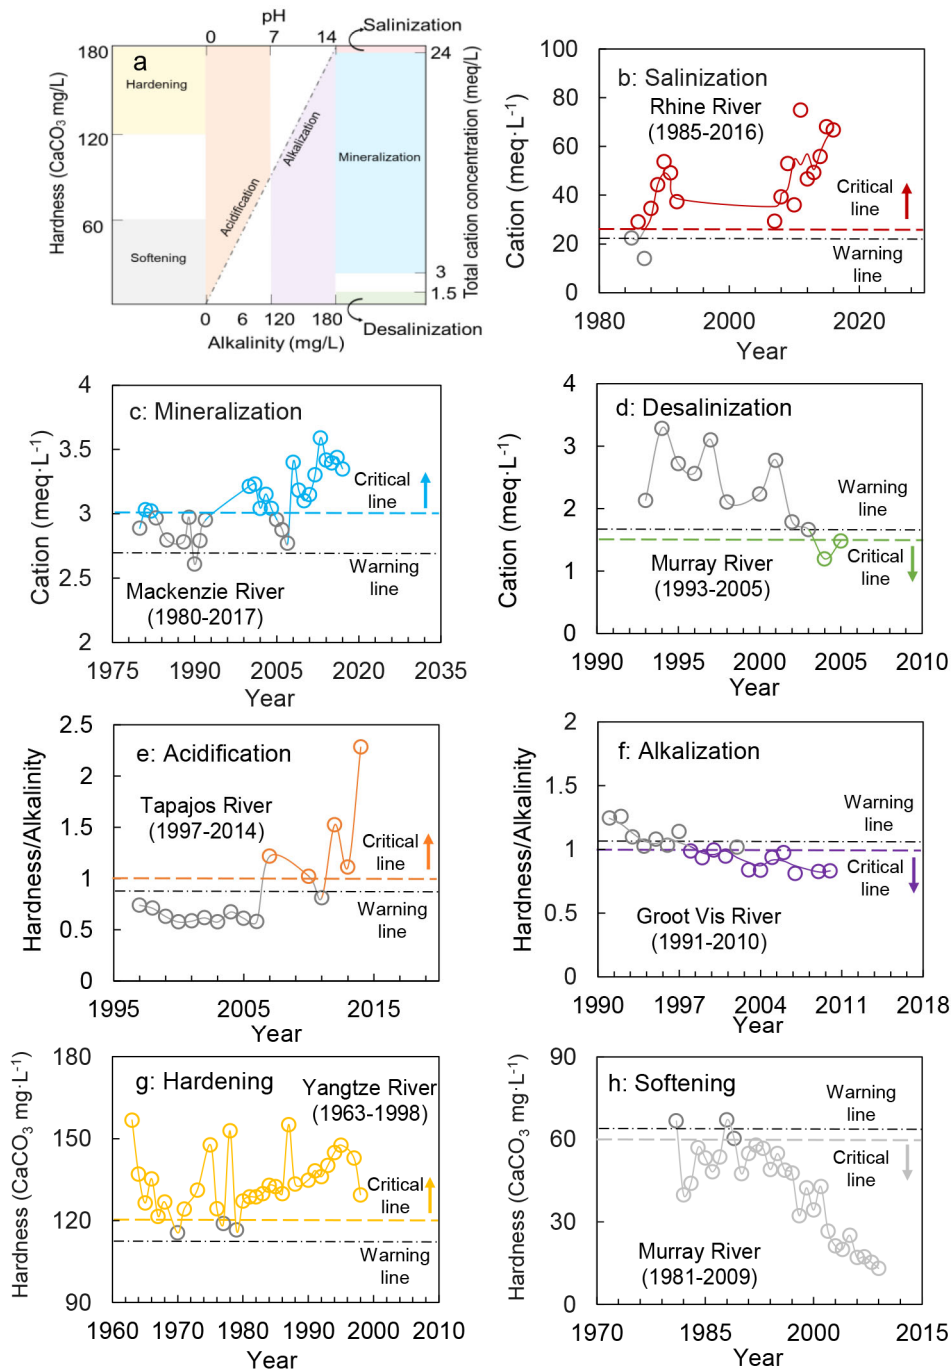 pH
0 7 14
Salinization
a
180
120
60
Hardness (CaCO₃ mg/L)
Hardening
Softening
Acidification
Alkalization
Mineralization
24
3
1.5
Total cation concentration (meq/L)
Desalinization
0 6 120 180
Alkalinity (mg/L)
b: Salinization
Rhine River
(1985-2016)
Critical
line
Warning
line
100
80
60
40
20
0
Cation (meq·L⁻¹)
1980 2000 2020
Year
c: Mineralization
Critical
line
Warning
line
Mackenzie River
(1980-2017)
4
3.5
3
2.5
2
Cation (meq·L⁻¹)
1975 1990 2005 2020 2035
Year
d: Desalinization
Warning
line
Critical
line
Murray River
(1993-2005)
4
3
2
1
0
Cation (meq·L⁻¹)
1990 1995 2000 2005 2010
Year
e: Acidification
Tapajos River
(1997-2014)
Critical
line
Warning
line
2.5
2
1.5
1
0.5
0
Hardness/Alkalinity
1995 2005 2015
Year
f: Alkalization
Warning
line
Critical
line
Groot Vis River
(1991-2010)
2
1.5
1
0.5
0
Hardness/Alkalinity
1990 1997 2004 2011 2018
Year
g: Hardening
Yangtze River
(1963-1998)
Critical
line
Warning
line
180
150
120
90
Hardness (CaCO₃ mg·L⁻¹)
1960 1970 1980 1990 2000 2010
Year
h: Softening
Warning
line
Critical
line
Murray River
(1981-2009)
90
60
30
0
Hardness (CaCO₃ mg·L⁻¹)
1970 1985 2000 2015
Year